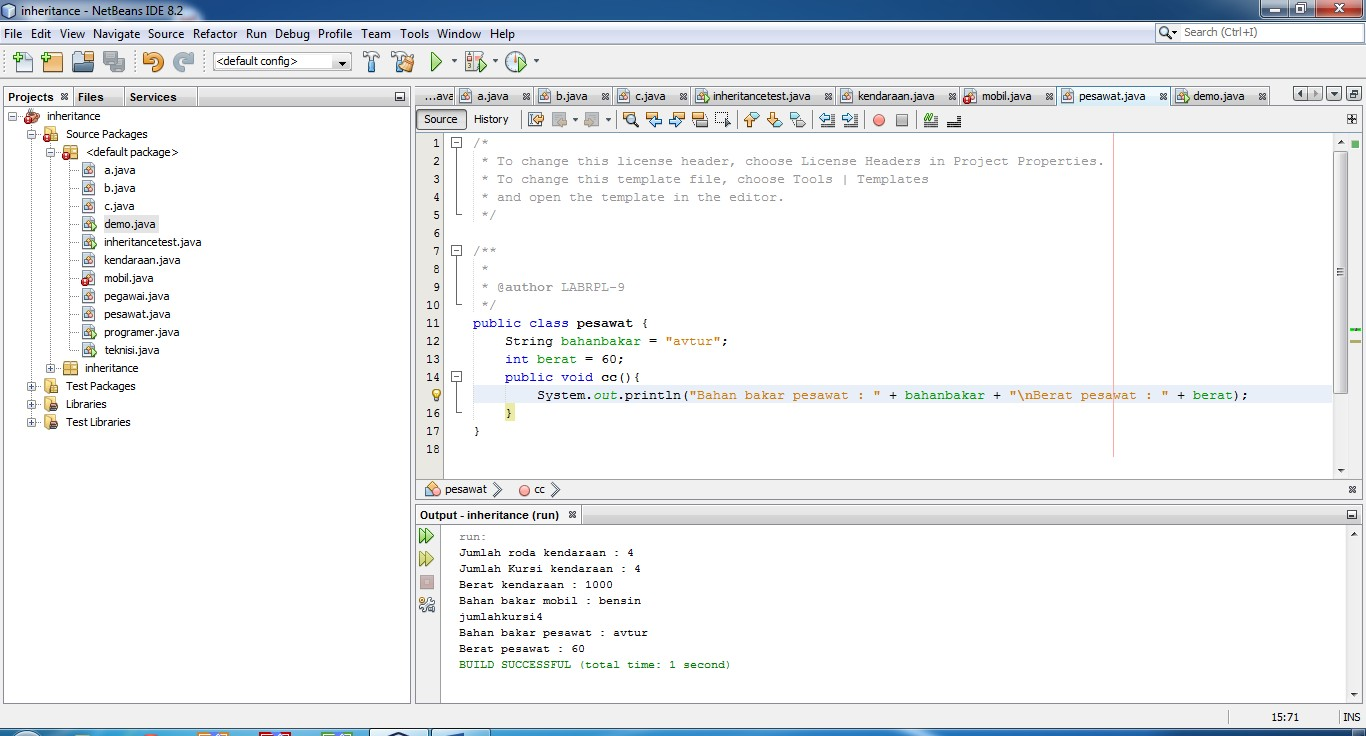 inheritance - NetBeans IDE 8.2
File Edit View Navigate Source Refactor Run Debug Profile Team Tools Window Help
Search (Ctrl+I)
<default config>
Projects Files Services
inheritance
Source Packages
<default package>
a.java
b.java
c.java
demo.java
inheritancetest.java
kendaraan.java
mobil.java
pegawai.java
pesawat.java
programer.java
teknisi.java
inheritance
Test Packages
Libraries
Test Libraries
...ava a.java b.java c.java inheritancetest.java kendaraan.java mobil.java pesawat.java demo.java
Source History
1 /*
2 * To change this license header, choose License Headers in Project Properties.
3 * To change this template file, choose Tools | Templates
4 * and open the template in the editor.
5 */
6
7 /**
8 *
9 * @author LABRPL-9
10 */
11 public class pesawat {
12 String bahanbakar = "avtur";
13 int berat = 60;
14 public void cc(){
System.out.println("Bahan bakar pesawat : " + bahanbakar + "\nBerat pesawat : " + berat);
16 }
17 }
18
pesawat cc
Output - inheritance (run)
run:
Jumlah roda kendaraan : 4
Jumlah Kursi kendaraan : 4
Berat kendaraan : 1000
Bahan bakar mobil : bensin
jumlahkursi4
Bahan bakar pesawat : avtur
Berat pesawat : 60
BUILD SUCCESSFUL (total time: 1 second)
15:71 INS